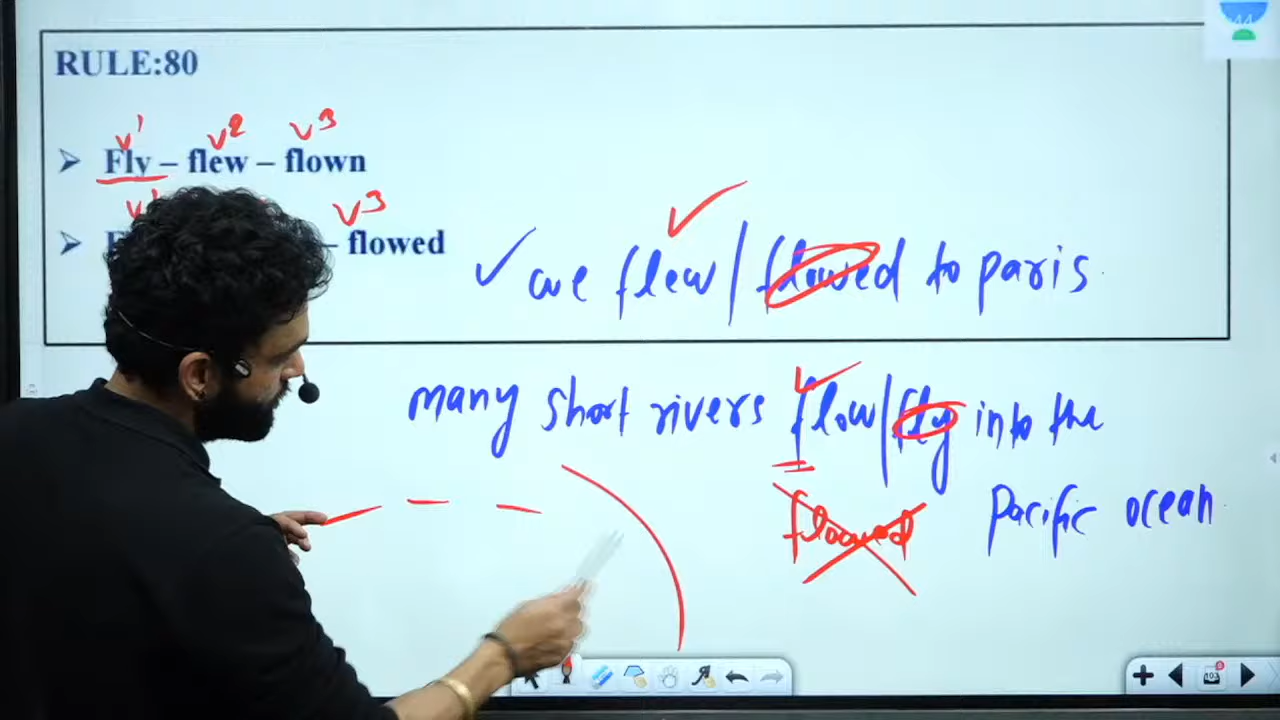 RULE:80
v1 v2 v3
➤ Fly – flew – flown
v3
➤ – flowed
✓ we flew/flowed to paris
many short rivers flow/fly into the
flowed
Pacific ocean
103